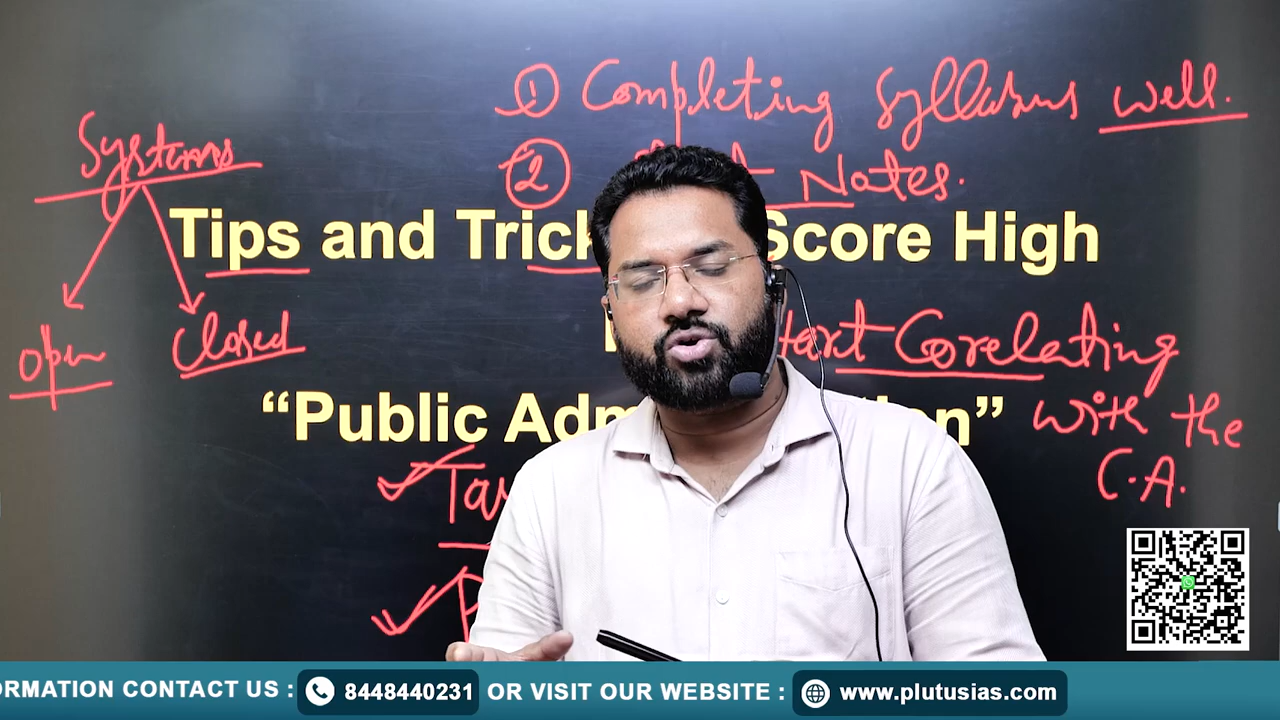 ① Completing Syllabus well.
② Notes.
Systems
Tips and Trick Score High
open closed
Corelating
with the
C.A.
"Public Adm on"
ORMATION CONTACT US : 8448440231 OR VISIT OUR WEBSITE : www.plutusias.com